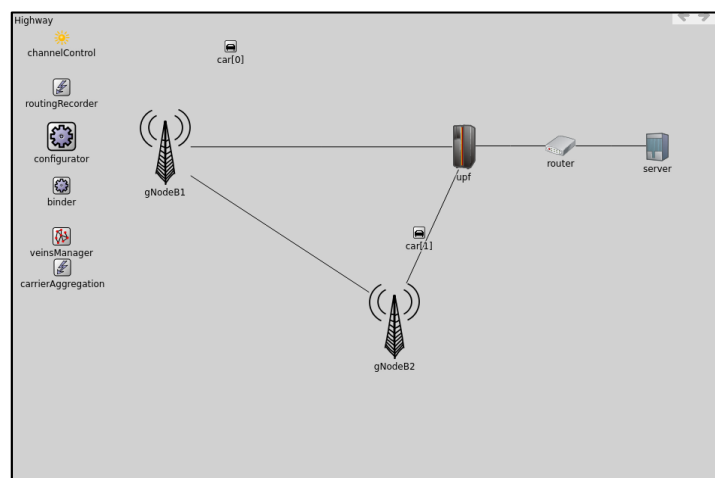 Highway
channelControl
car[0]
routingRecorder
configurator
gNodeB1
upf
router
server
binder
car[1]
veinsManager
carrierAggregation
gNodeB2